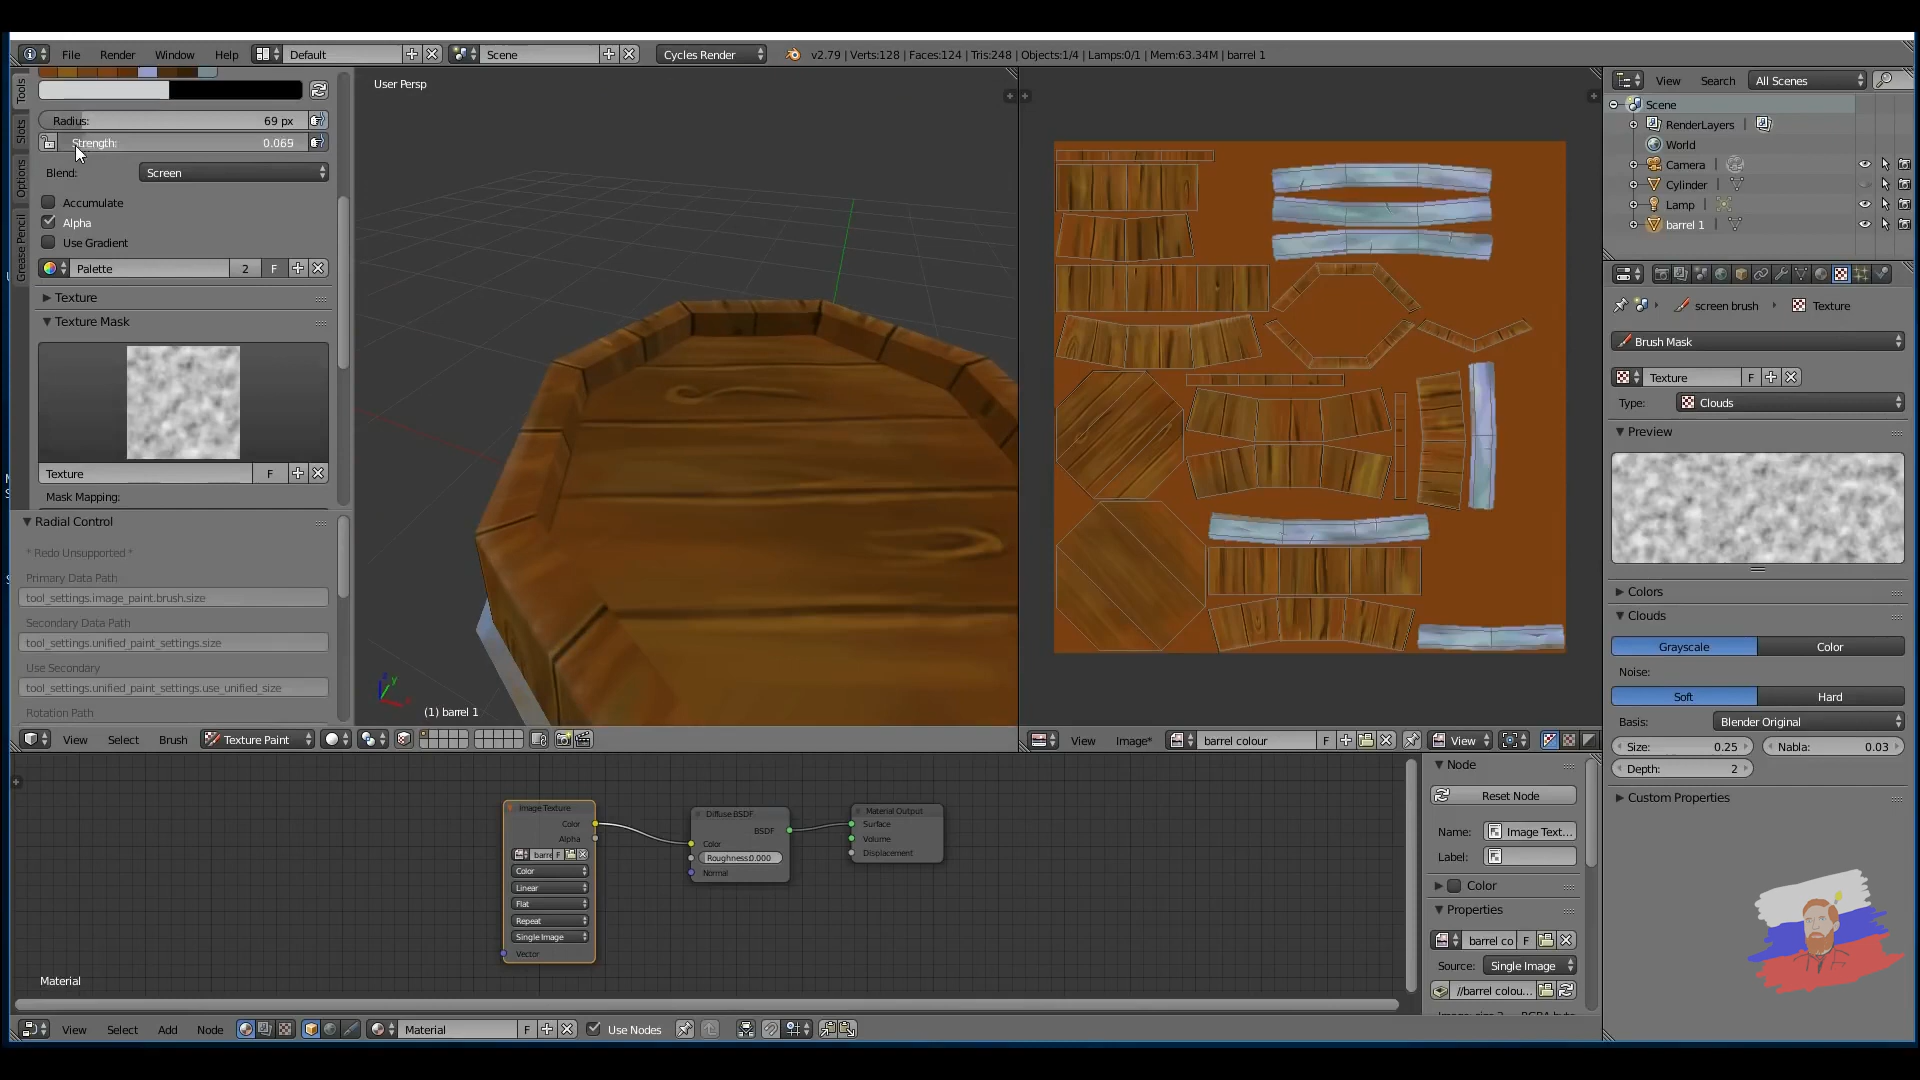 File Render Window Help Default Scene Cycles Render v2.79 | Verts:128 | Faces:124 | Tris:248 | Objects:1/4 | Lamps:0/1 | Mem:63.34M | barrel 1
Tools
Slots
Options
Grease Pencil
Radius: 69 px
Strength: 0.069
Blend: Screen
Accumulate
Alpha
Use Gradient
Palette 2 F
Texture
Texture Mask
Texture F
Mask Mapping:
Radial Control
* Redo Unsupported *
Primary Data Path
tool_settings.image_paint.brush.size
Secondary Data Path
tool_settings.unified_paint_settings.size
Use Secondary
tool_settings.unified_paint_settings.use_unified_size
Rotation Path
User Persp
z
y
(1) barrel 1
View Select Brush Texture Paint
View Image* barrel colour F View
View Search All Scenes
Scene
RenderLayers
World
Camera
Cylinder
Lamp
barrel 1
screen brush Texture
Brush Mask
Texture F
Type: Clouds
Preview
Colors
Clouds
Grayscale Color
Noise:
Soft Hard
Basis: Blender Original
Size: 0.25 Nabla: 0.03
Depth: 2
Custom Properties
Image Texture
Color
Alpha
barre F
Color
Linear
Flat
Repeat
Single Image
Vector
Diffuse BSDF
BSDF
Color
Roughness:0.000
Normal
Material Output
Surface
Volume
Displacement
Material
Node
Reset Node
Name: Image Text...
Label:
Color
Properties
barrel co F
Source: Single Image
//barrel colou...
View Select Add Node Material F Use Nodes